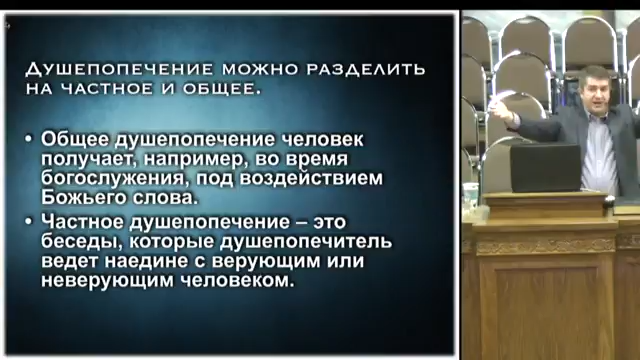 Душепопечение можно разделить
на частное и общее.
• Общее душепопечение человек
получает, например, во время
богослужения, под воздействием
Божьего слова.
• Частное душепопечение – это
беседы, которые душепопечитель
ведет наедине с верующим или
неверующим человеком.